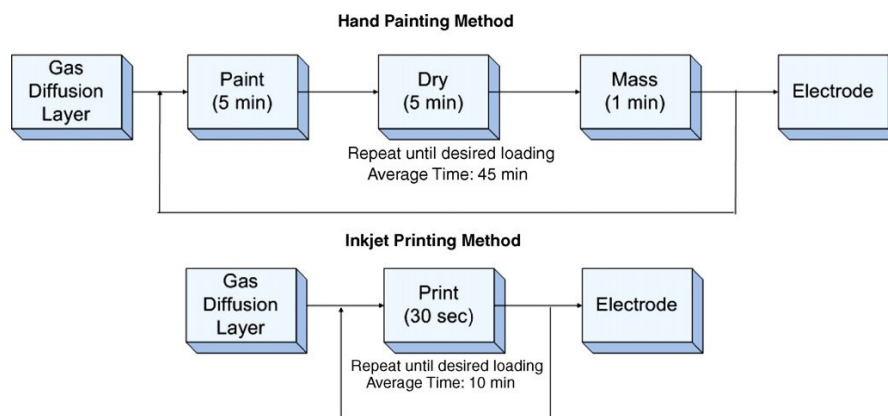 Hand Painting Method
Gas
Diffusion
Layer
Paint
(5 min)
Dry
(5 min)
Mass
(1 min)
Electrode
Repeat until desired loading
Average Time: 45 min
Inkjet Printing Method
Gas
Diffusion
Layer
Print
(30 sec)
Electrode
Repeat until desired loading
Average Time: 10 min